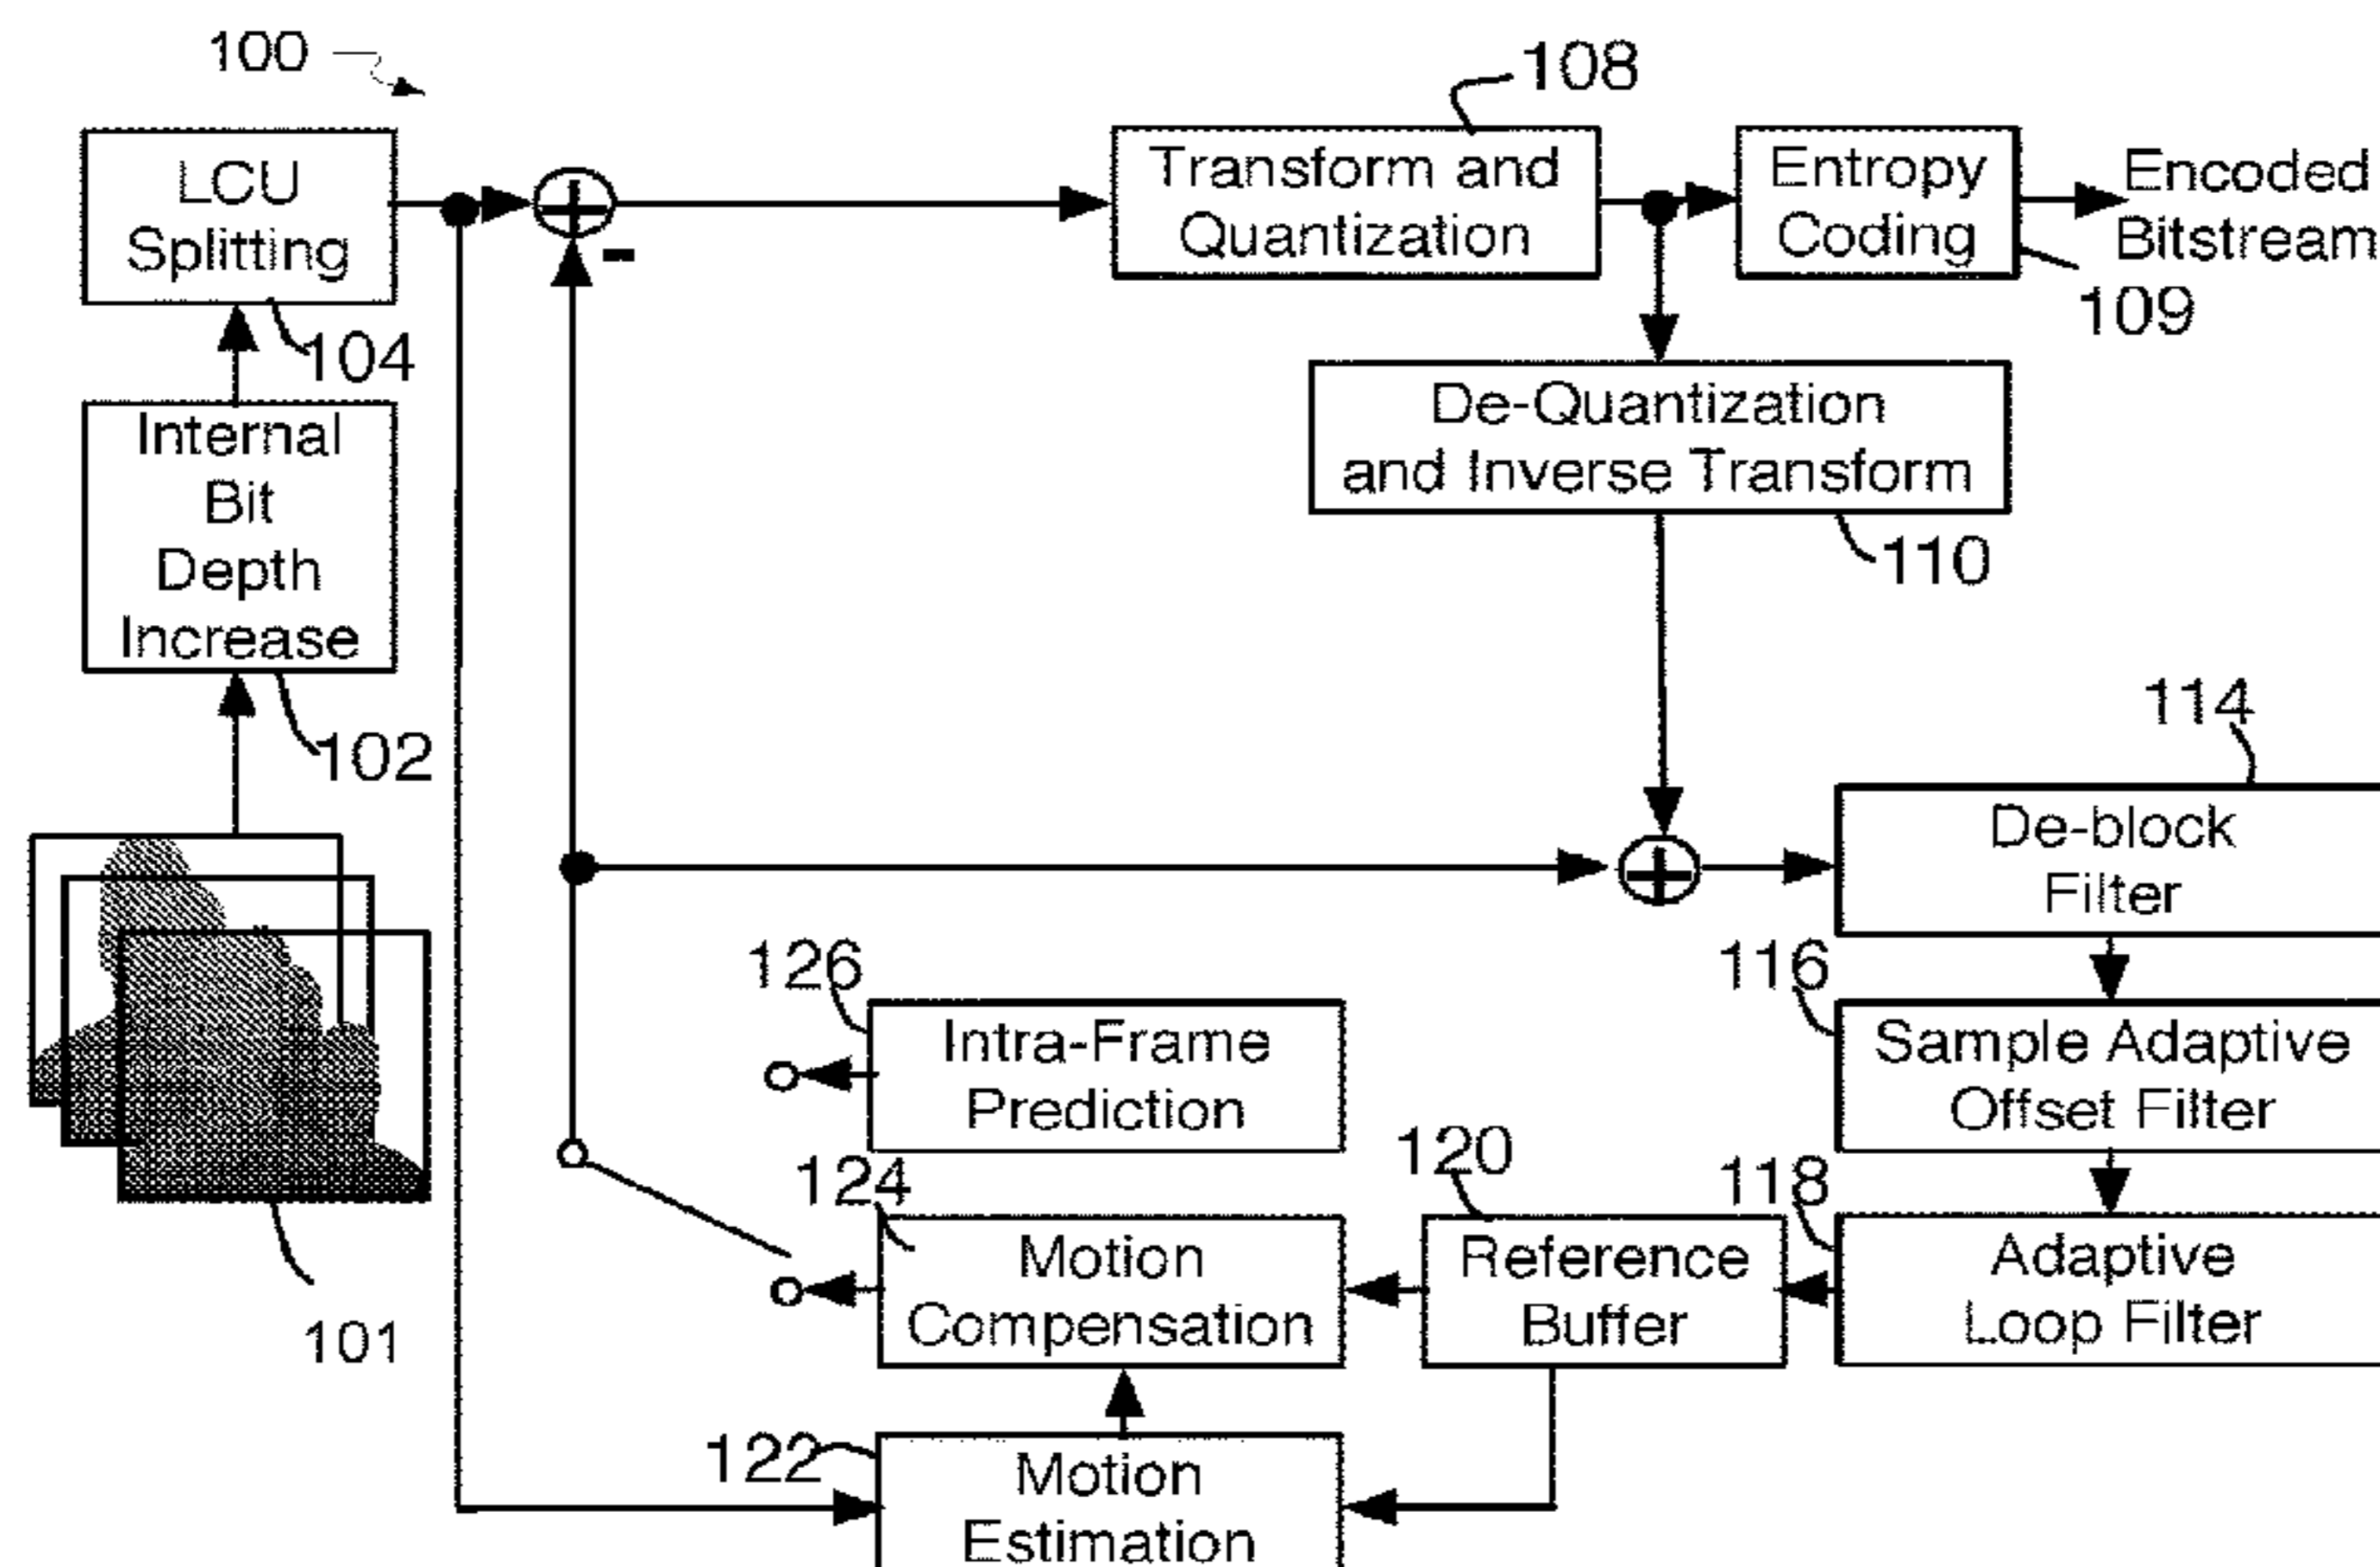 100
108
LCU
Splitting
Transform and
Quantization
Entropy
Coding
Encoded
Bitstream
109
104
Internal
Bit
Depth
Increase
De-Quantization
and Inverse Transform
110
102
114
De-block
Filter
126
116
Intra-Frame
Prediction
Sample Adaptive
Offset Filter
124
120
118
Motion
Compensation
Reference
Buffer
Adaptive
Loop Filter
101
122
Motion
Estimation